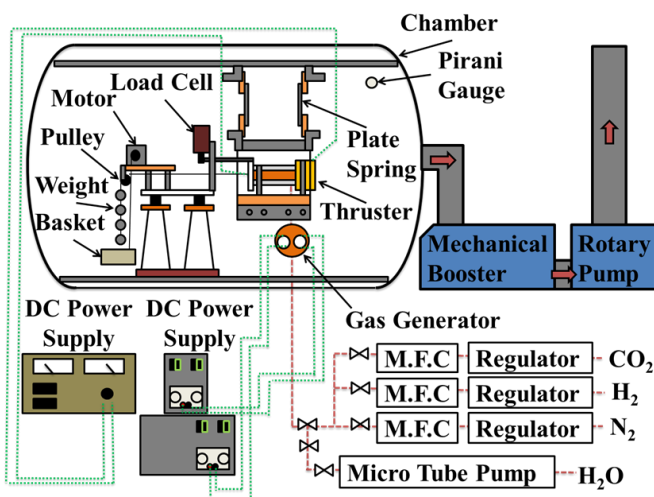 Chamber
Load Cell
Pirani
Gauge
Motor
Pulley
Plate
Spring
Weight
Thruster
Basket
Mechanical
Booster
Rotary
Pump
DC Power
Supply
DC Power
Supply
Gas Generator
M.F.C Regulator CO2
M.F.C Regulator H2
M.F.C Regulator N2
Micro Tube Pump H2O